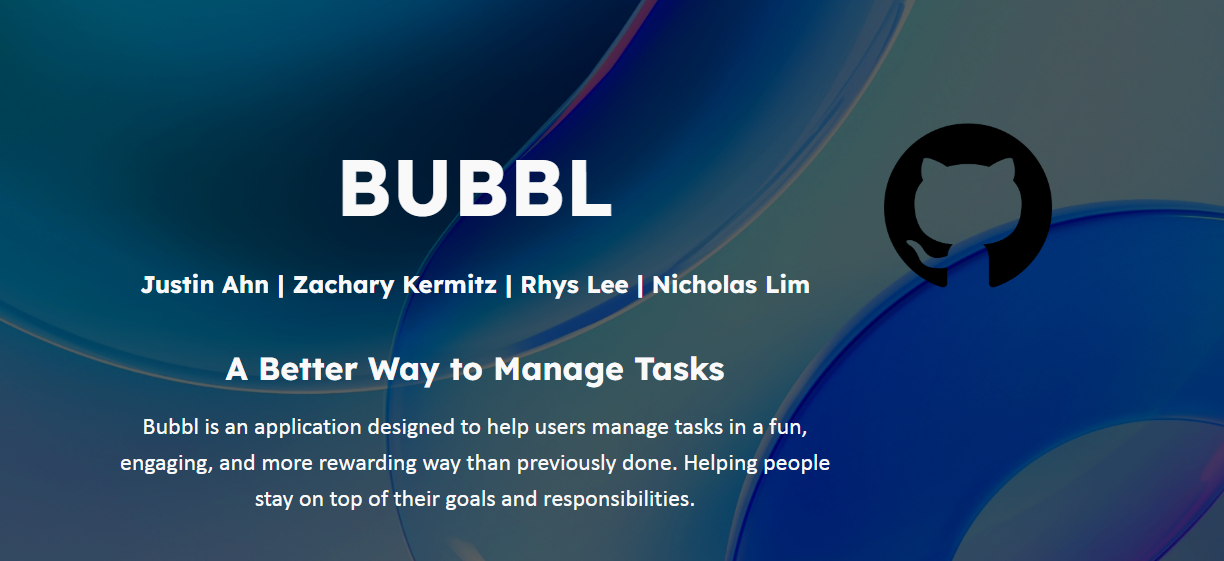 BUBBL
Justin Ahn | Zachary Kermitz | Rhys Lee | Nicholas Lim
A Better Way to Manage Tasks
Bubbl is an application designed to help users manage tasks in a fun,
engaging, and more rewarding way than previously done. Helping people
stay on top of their goals and responsibilities.